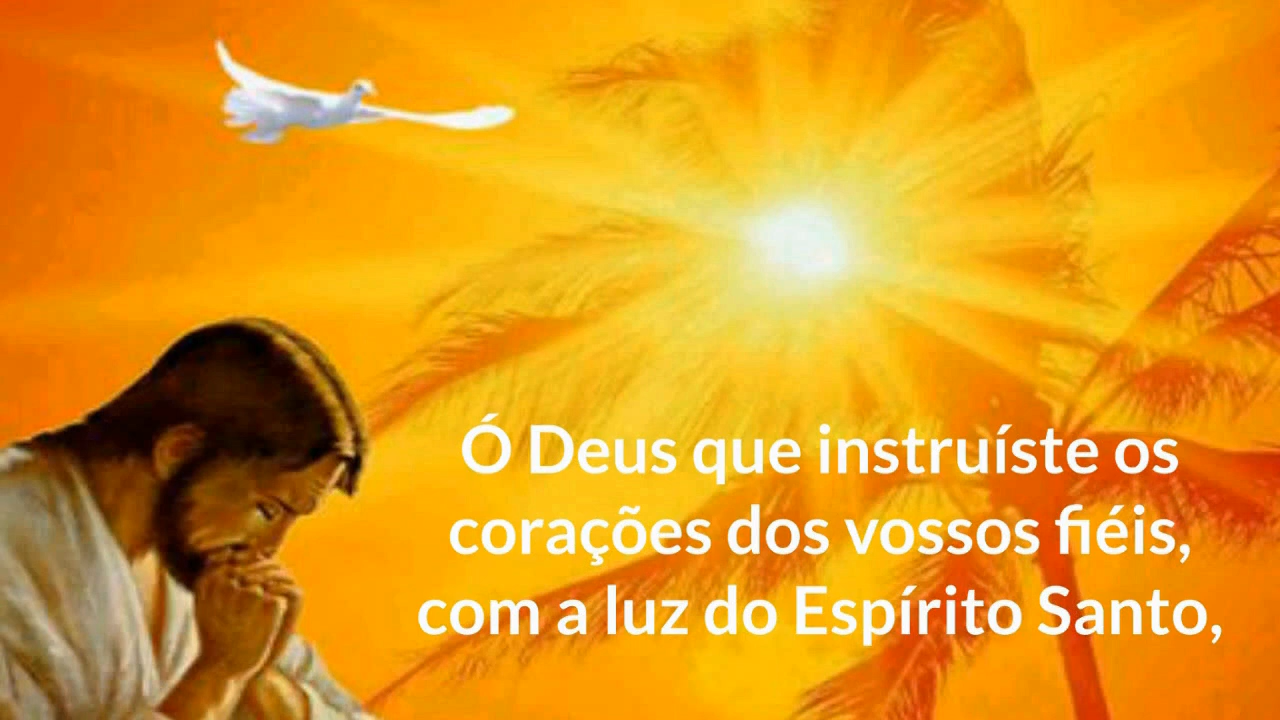 Ó Deus que instruíste os
corações dos vossos fiéis,
com a luz do Espírito Santo,